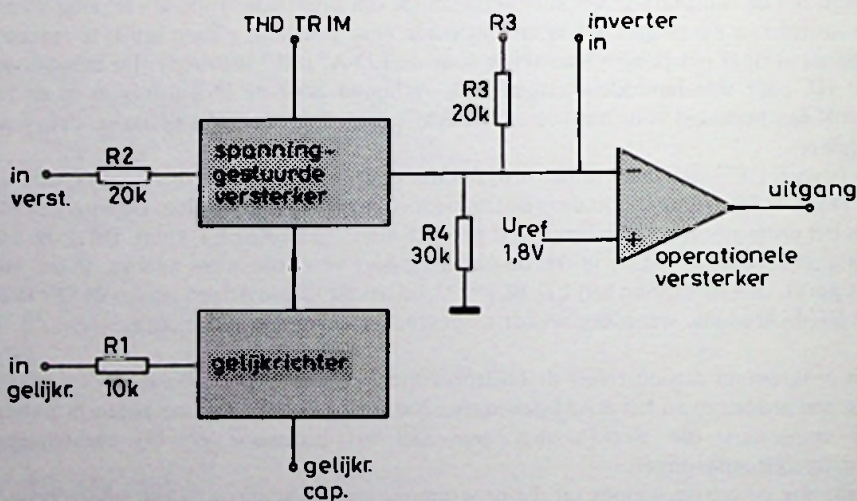 THD TRIM
R3
inverter
in
R3
20k
R2
20k
in
verst.
spanning-
gestuurde
versterker
uitgang
R4
30k
Uref
1,8V
−
+
operationele
versterker
R1
10k
in
gelijkr.
gelijkrichter
gelijkr.
cap.